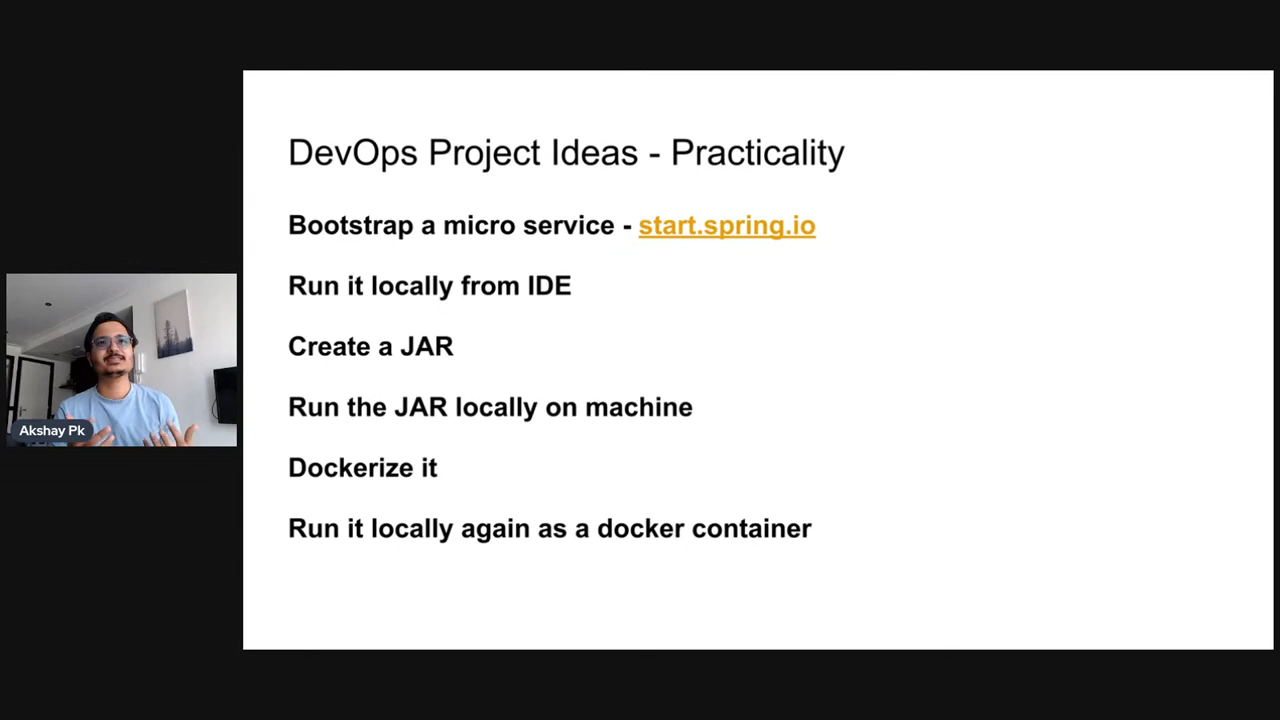 DevOps Project Ideas - Practicality
Bootstrap a micro service - start.spring.io
Run it locally from IDE
Create a JAR
Run the JAR locally on machine
Dockerize it
Run it locally again as a docker container
Akshay Pk